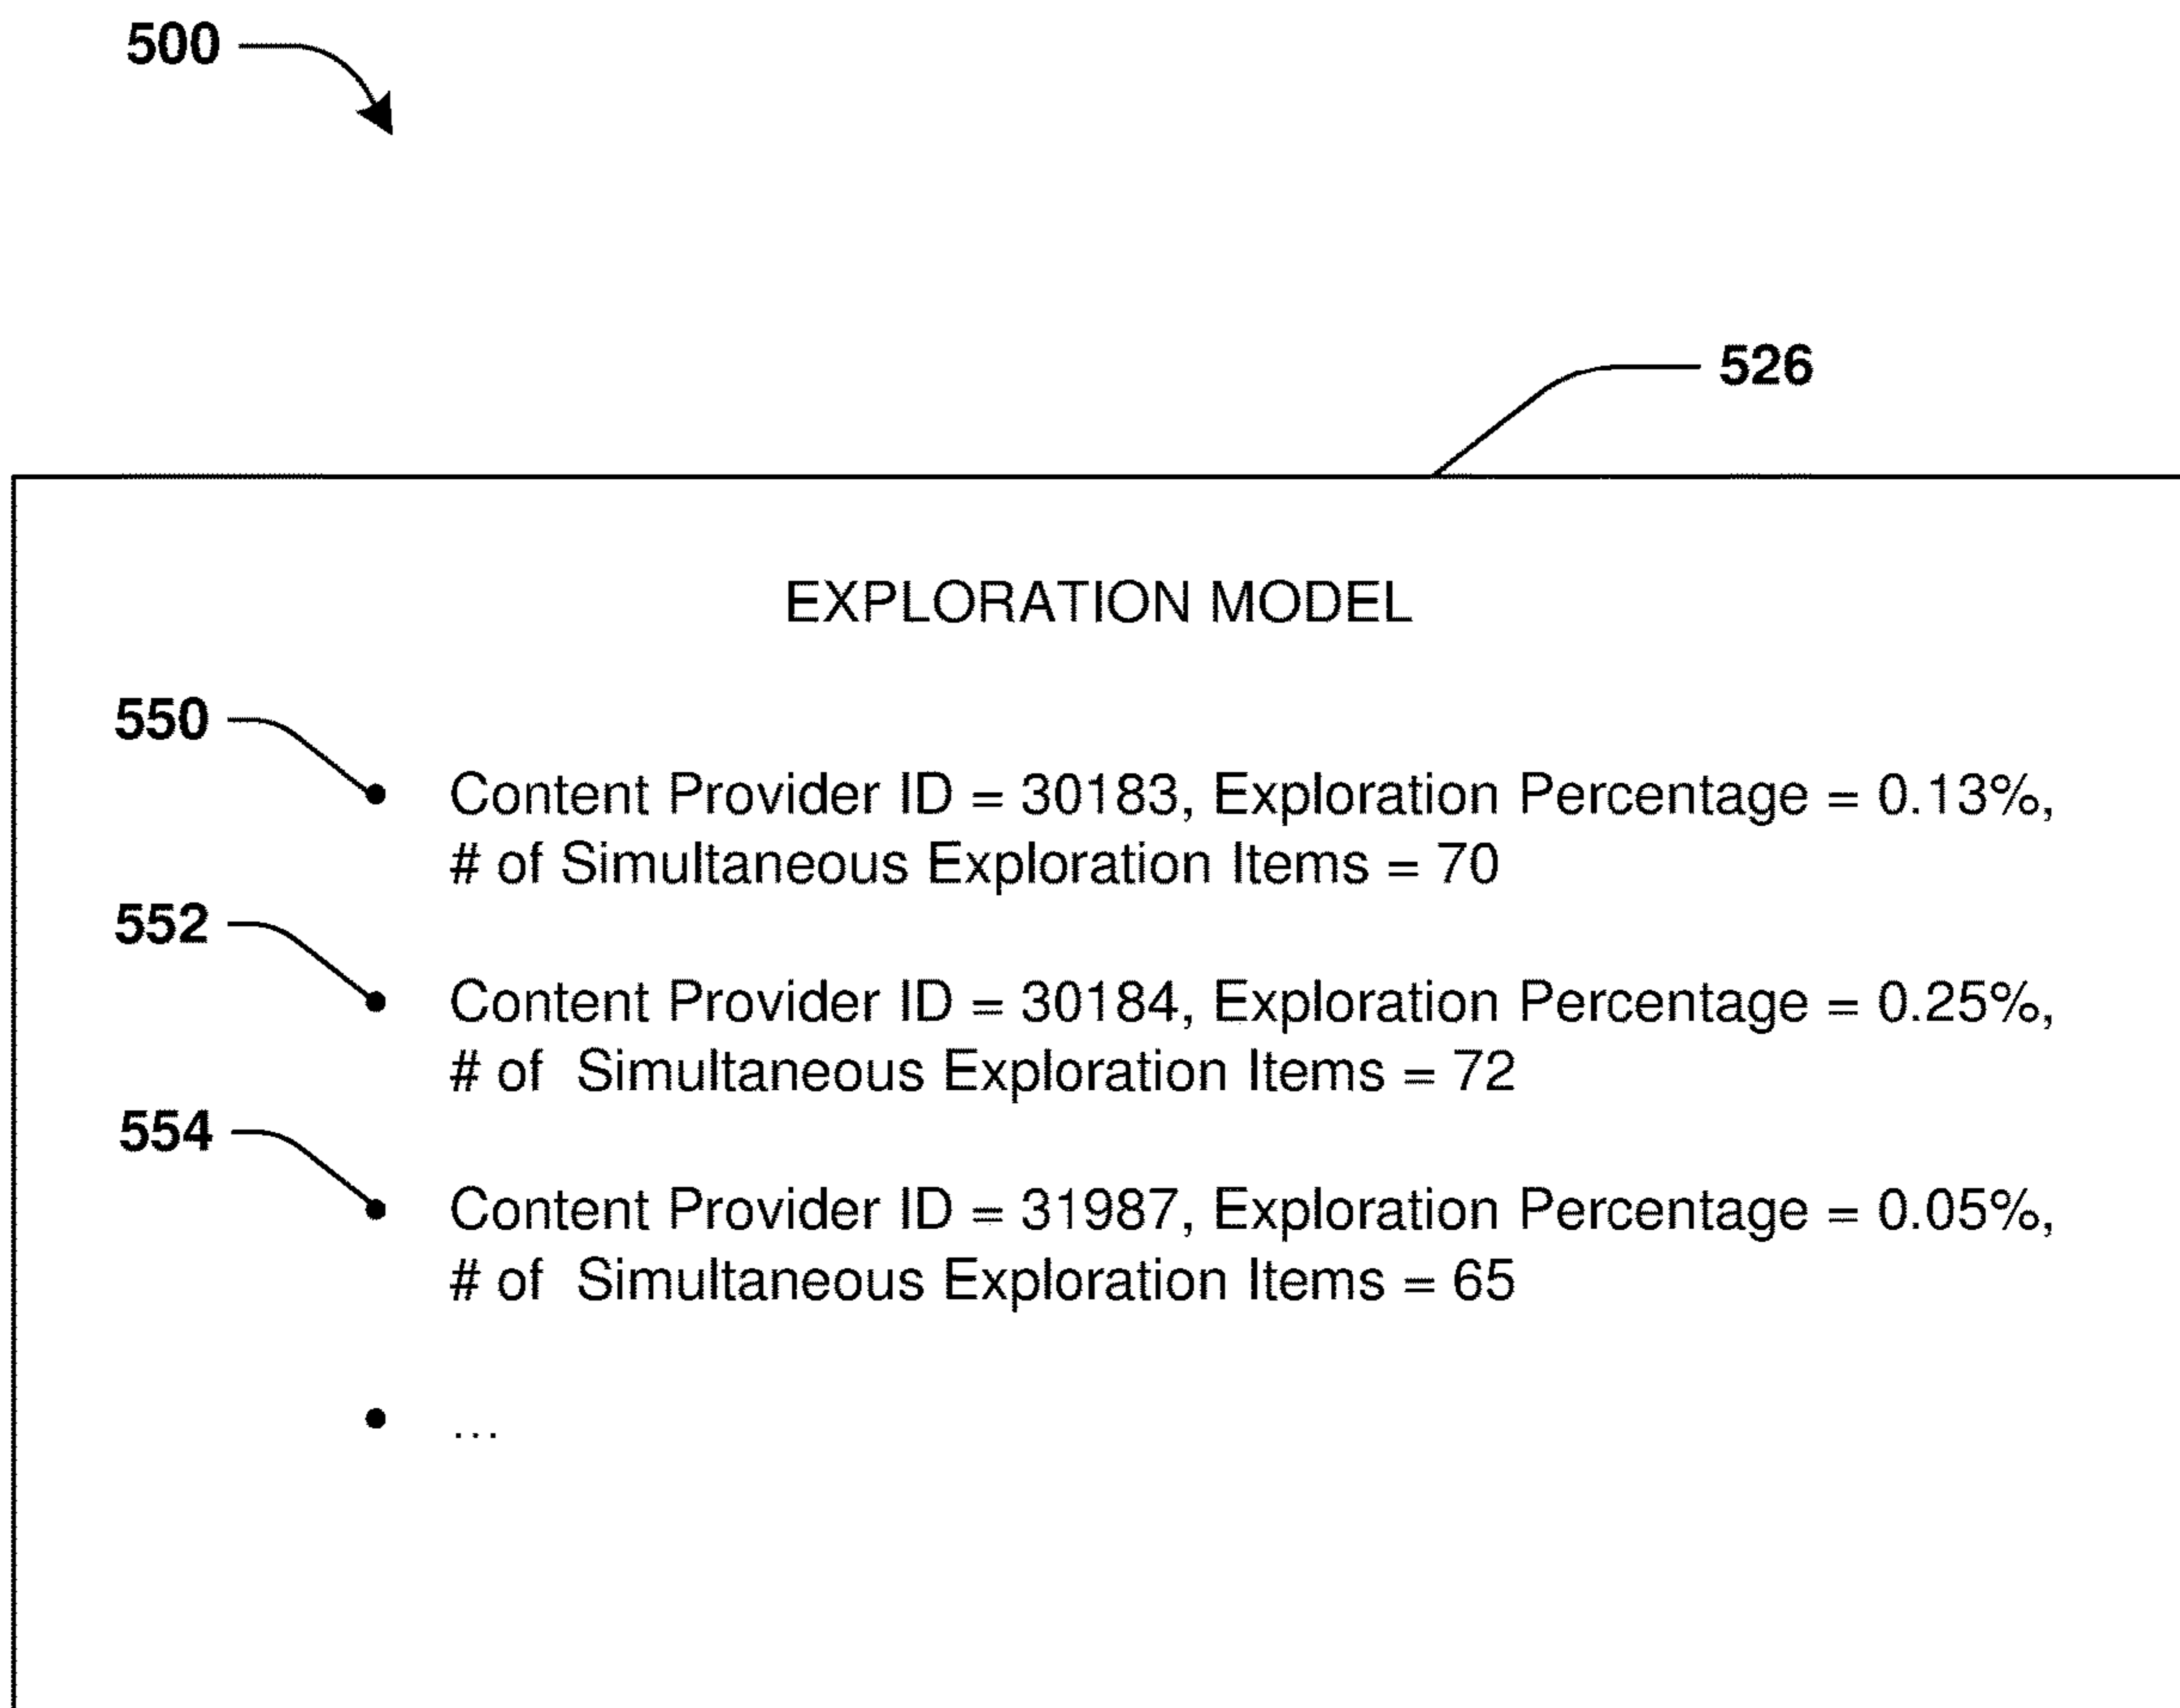 500
526
EXPLORATION MODEL
550
• Content Provider ID = 30183, Exploration Percentage = 0.13%,
# of Simultaneous Exploration Items = 70
552
• Content Provider ID = 30184, Exploration Percentage = 0.25%,
# of Simultaneous Exploration Items = 72
554
• Content Provider ID = 31987, Exploration Percentage = 0.05%,
# of Simultaneous Exploration Items = 65
• ...